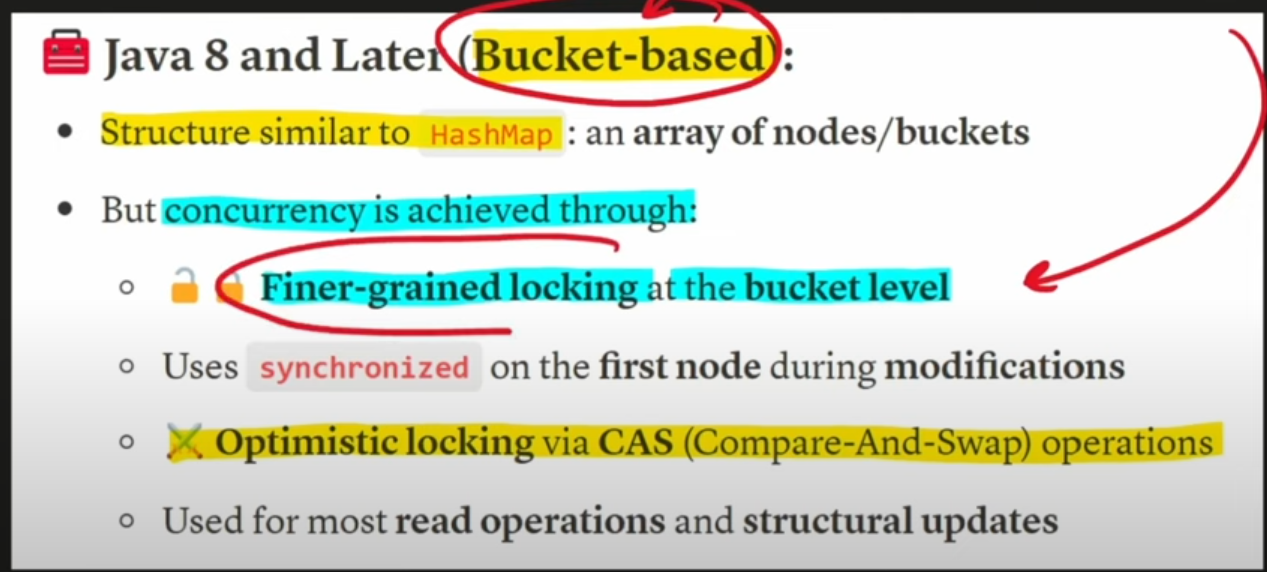 Java 8 and Later (Bucket-based):
Structure similar to HashMap : an array of nodes/buckets
But concurrency is achieved through:
Finer-grained locking at the bucket level
Uses synchronized on the first node during modifications
Optimistic locking via CAS (Compare-And-Swap) operations
Used for most read operations and structural updates